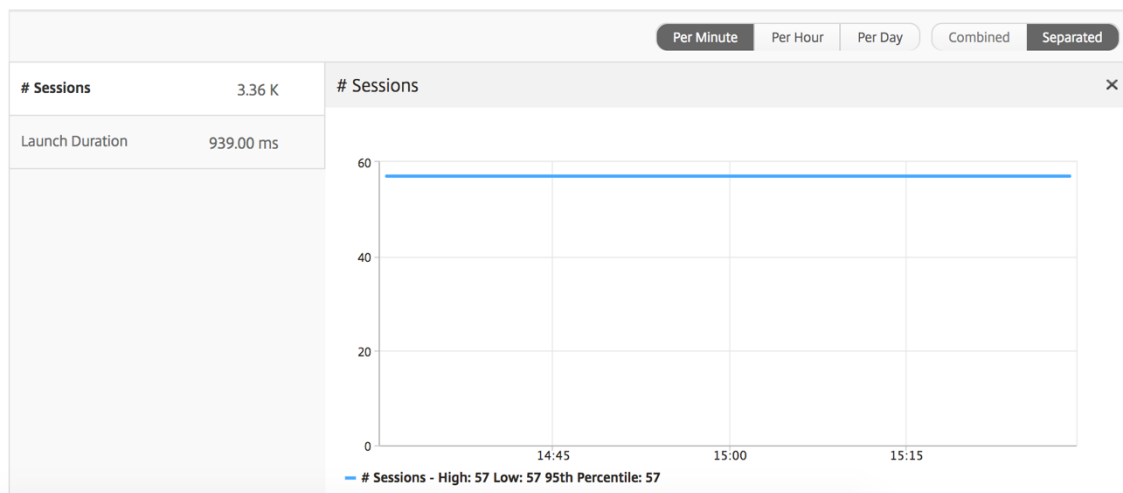 Per Minute Per Hour Per Day Combined Separated
# Sessions 3.36 K
Launch Duration 939.00 ms
# Sessions ×
60
40
20
0
14:45 15:00 15:15
# Sessions - High: 57 Low: 57 95th Percentile: 57